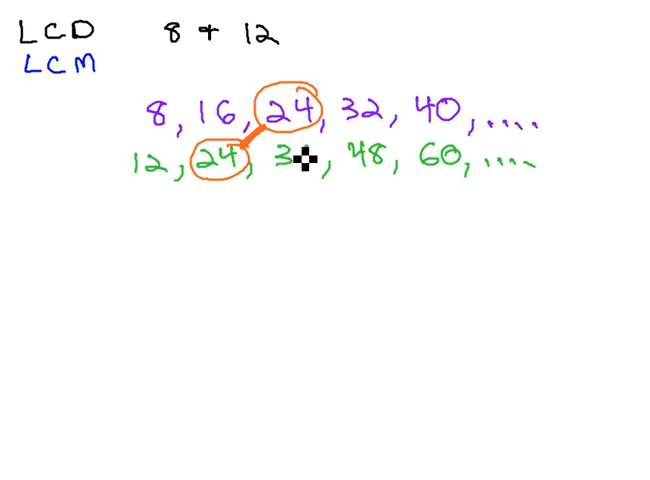 LCD 8 + 12
LCM
8, 16, 24, 32, 40, ....
12, 24, 3 , 48, 60, ....